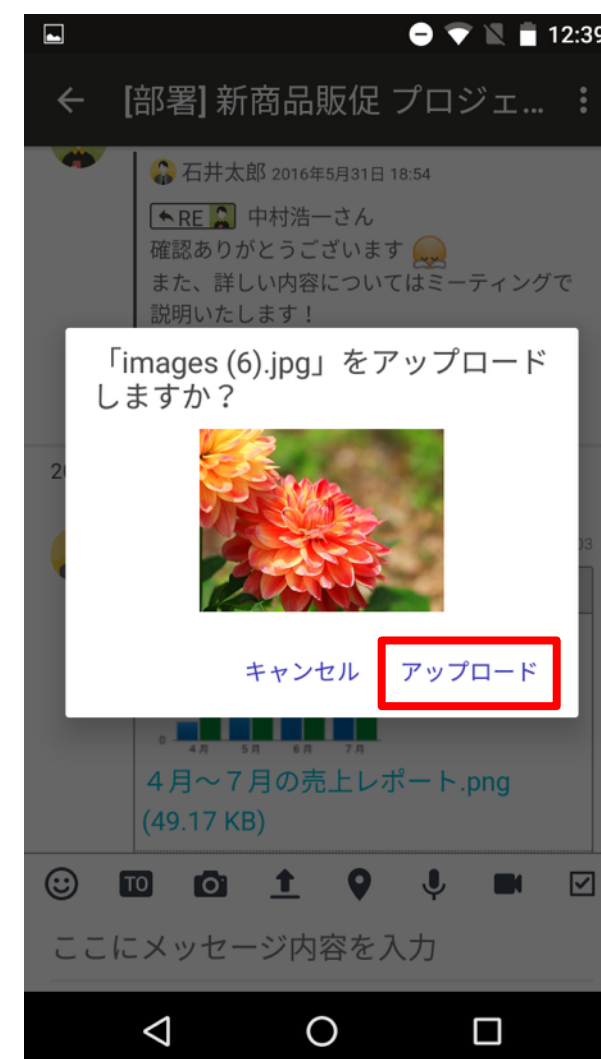 12:39
[部署] 新商品販促 プロジェ...
石井太郎 2016年5月31日 18:54
RE 中村浩一さん
確認ありがとうございます
また、詳しい内容についてはミーティングで
説明いたします！
「images (6).jpg」をアップロード
しますか？
20
03
キャンセル アップロード
0
4月 5月 6月 7月
４月～７月の売上レポート.png
(49.17 KB)
TO
ここにメッセージ内容を入力